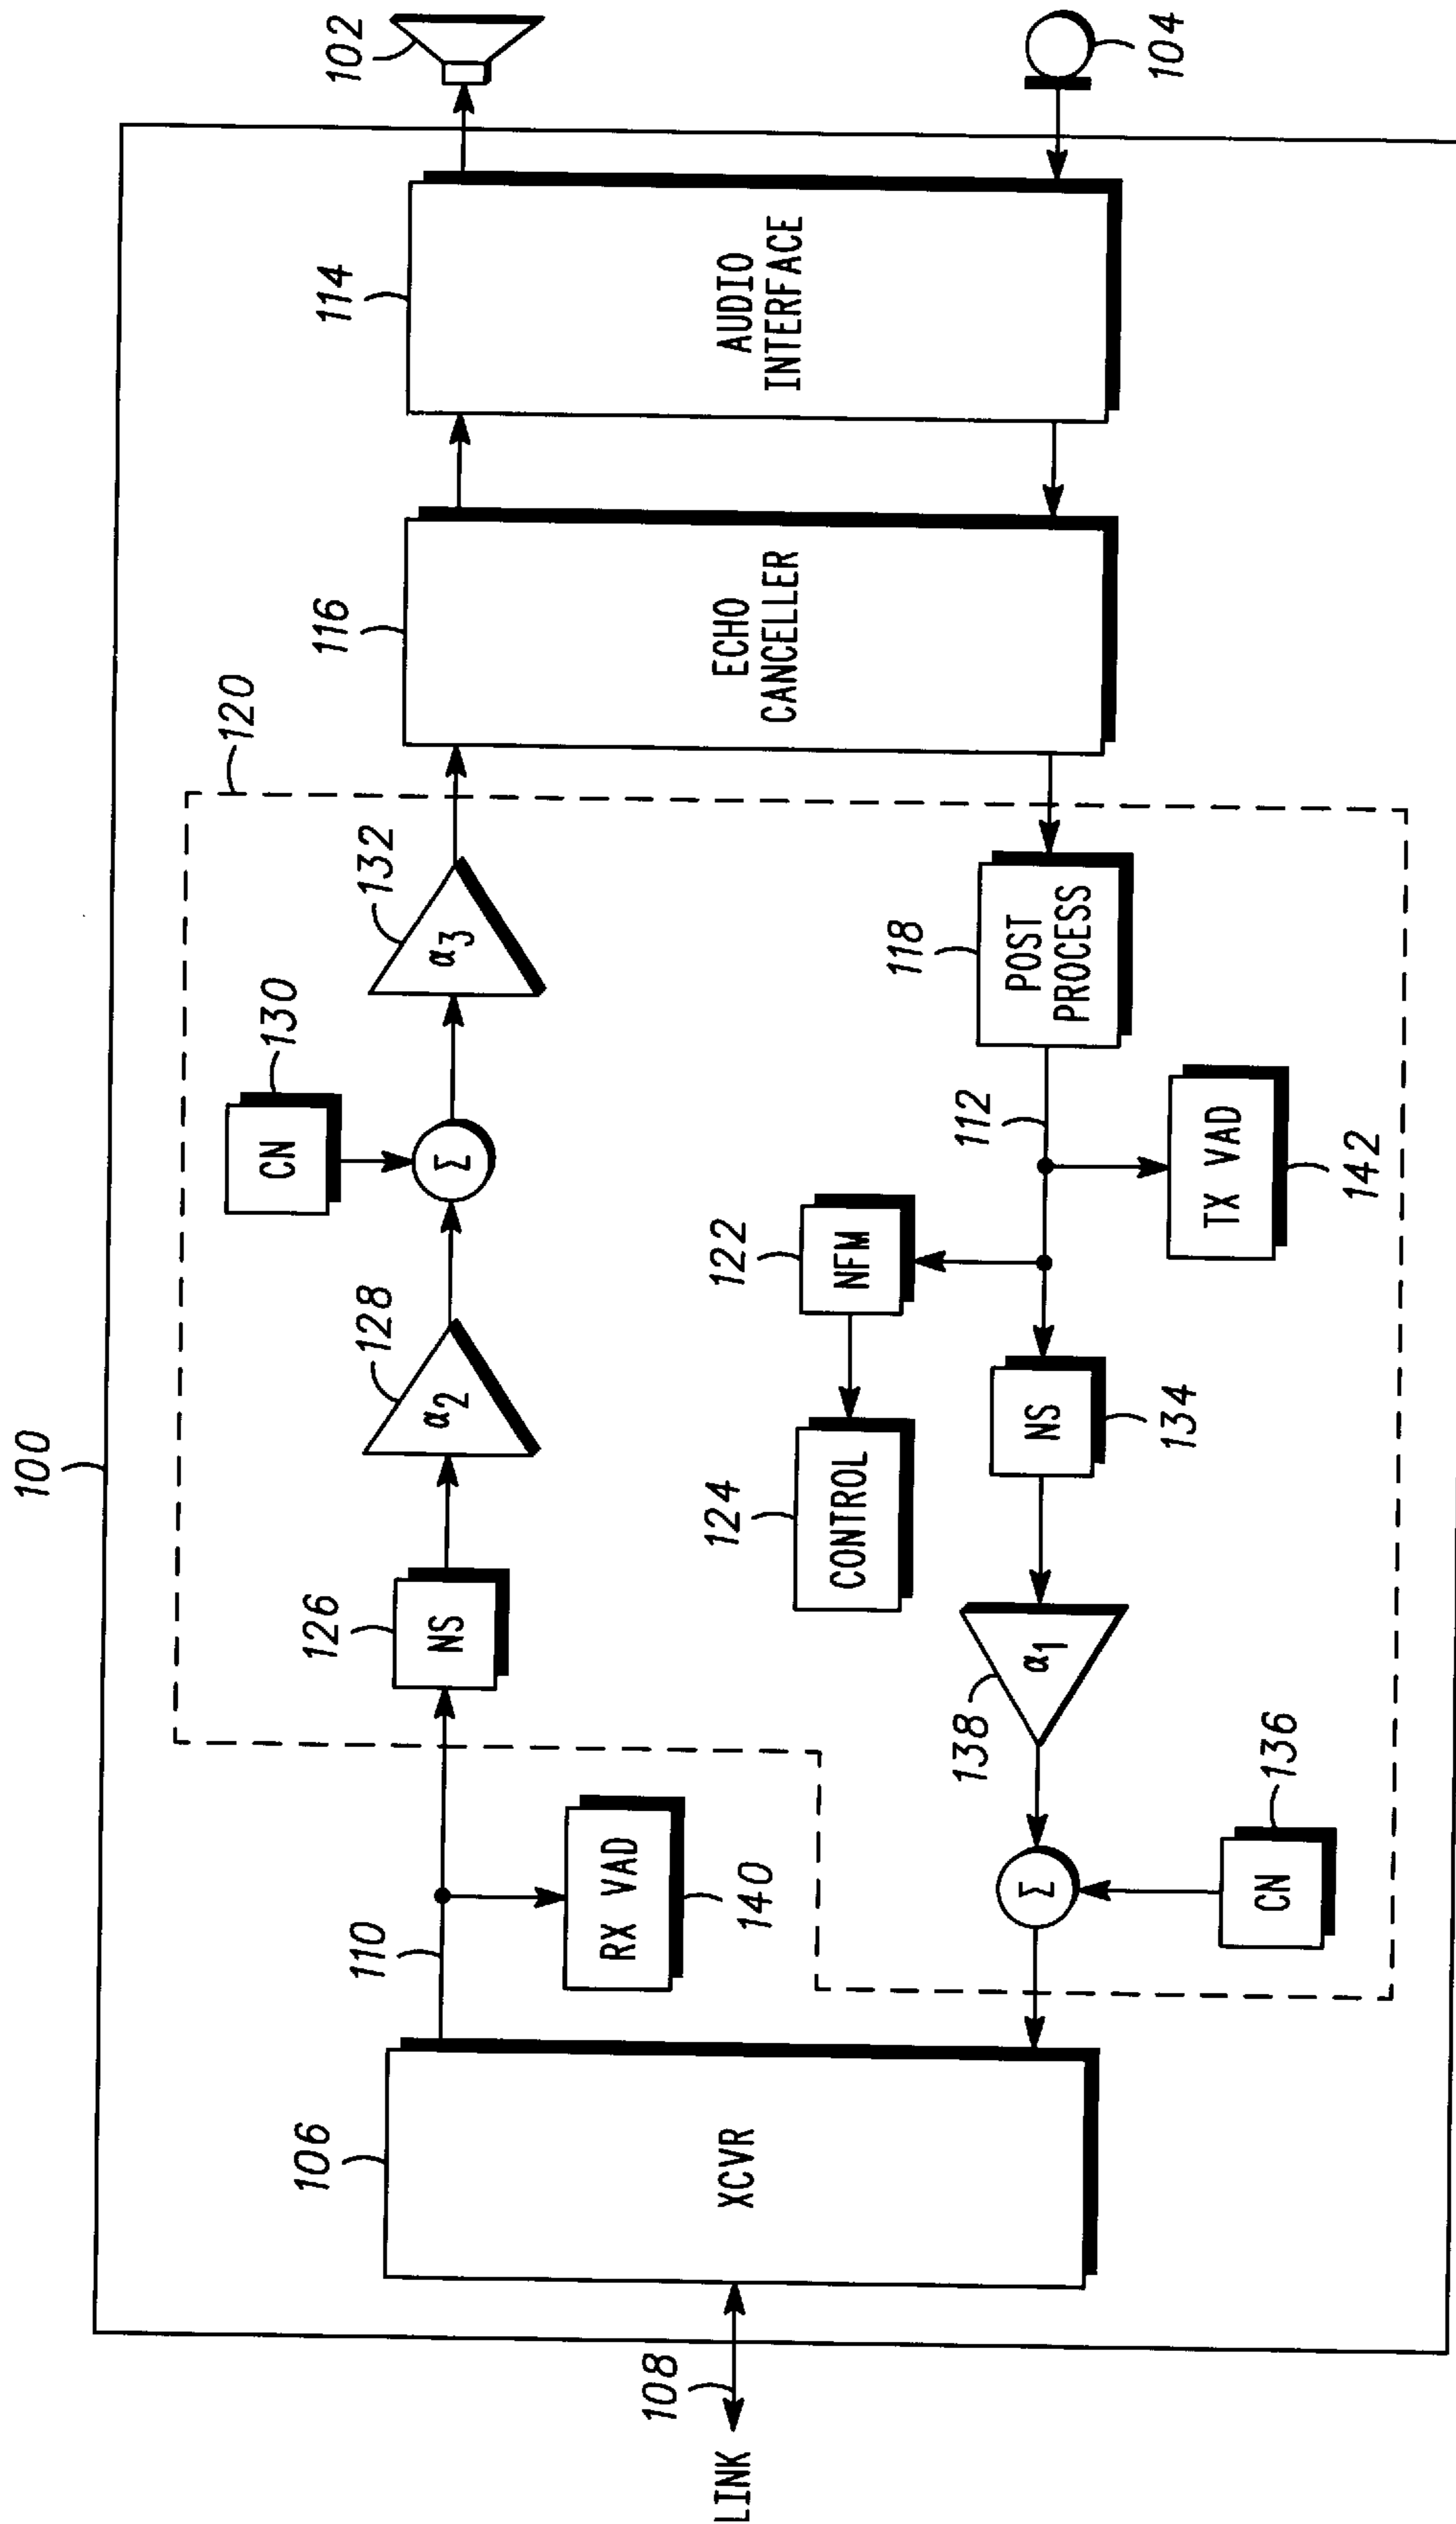 100
102
104
120
114
AUDIO
INTERFACE
116
ECHO
CANCELLER
132
α3
130
CN
Σ
128
α2
126
NS
110
RX VAD
140
106
XCVR
108
LINK
118
POST
PROCESS
112
TX VAD
142
122
NFM
124
CONTROL
NS
134
α1
138
Σ
CN
136